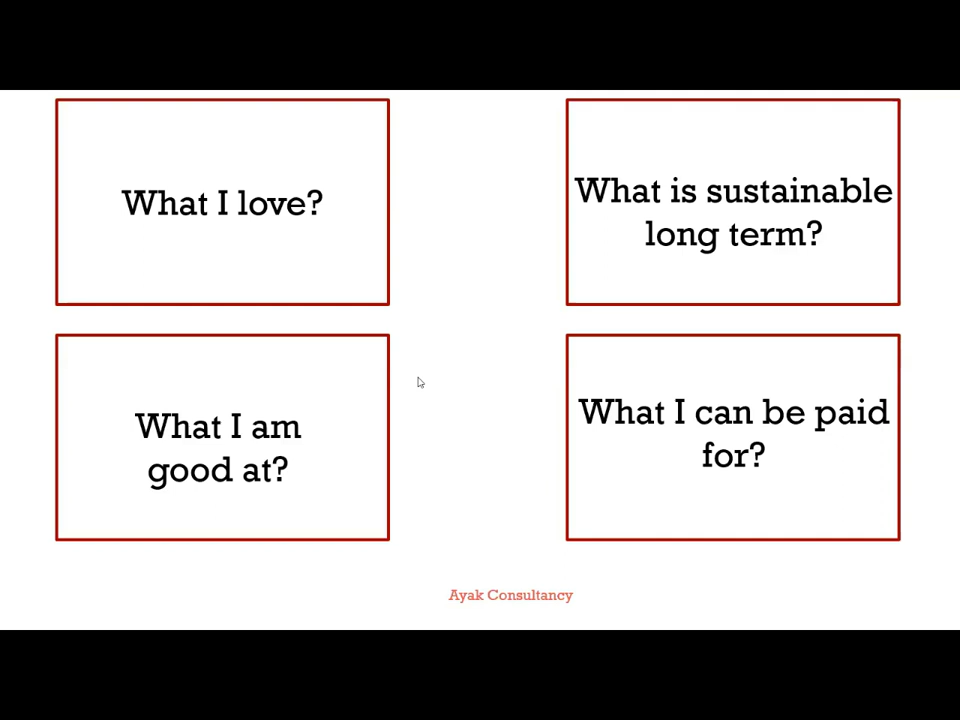 What I love?
What is sustainable
long term?
What I am
good at?
What I can be paid
for?
Ayak Consultancy